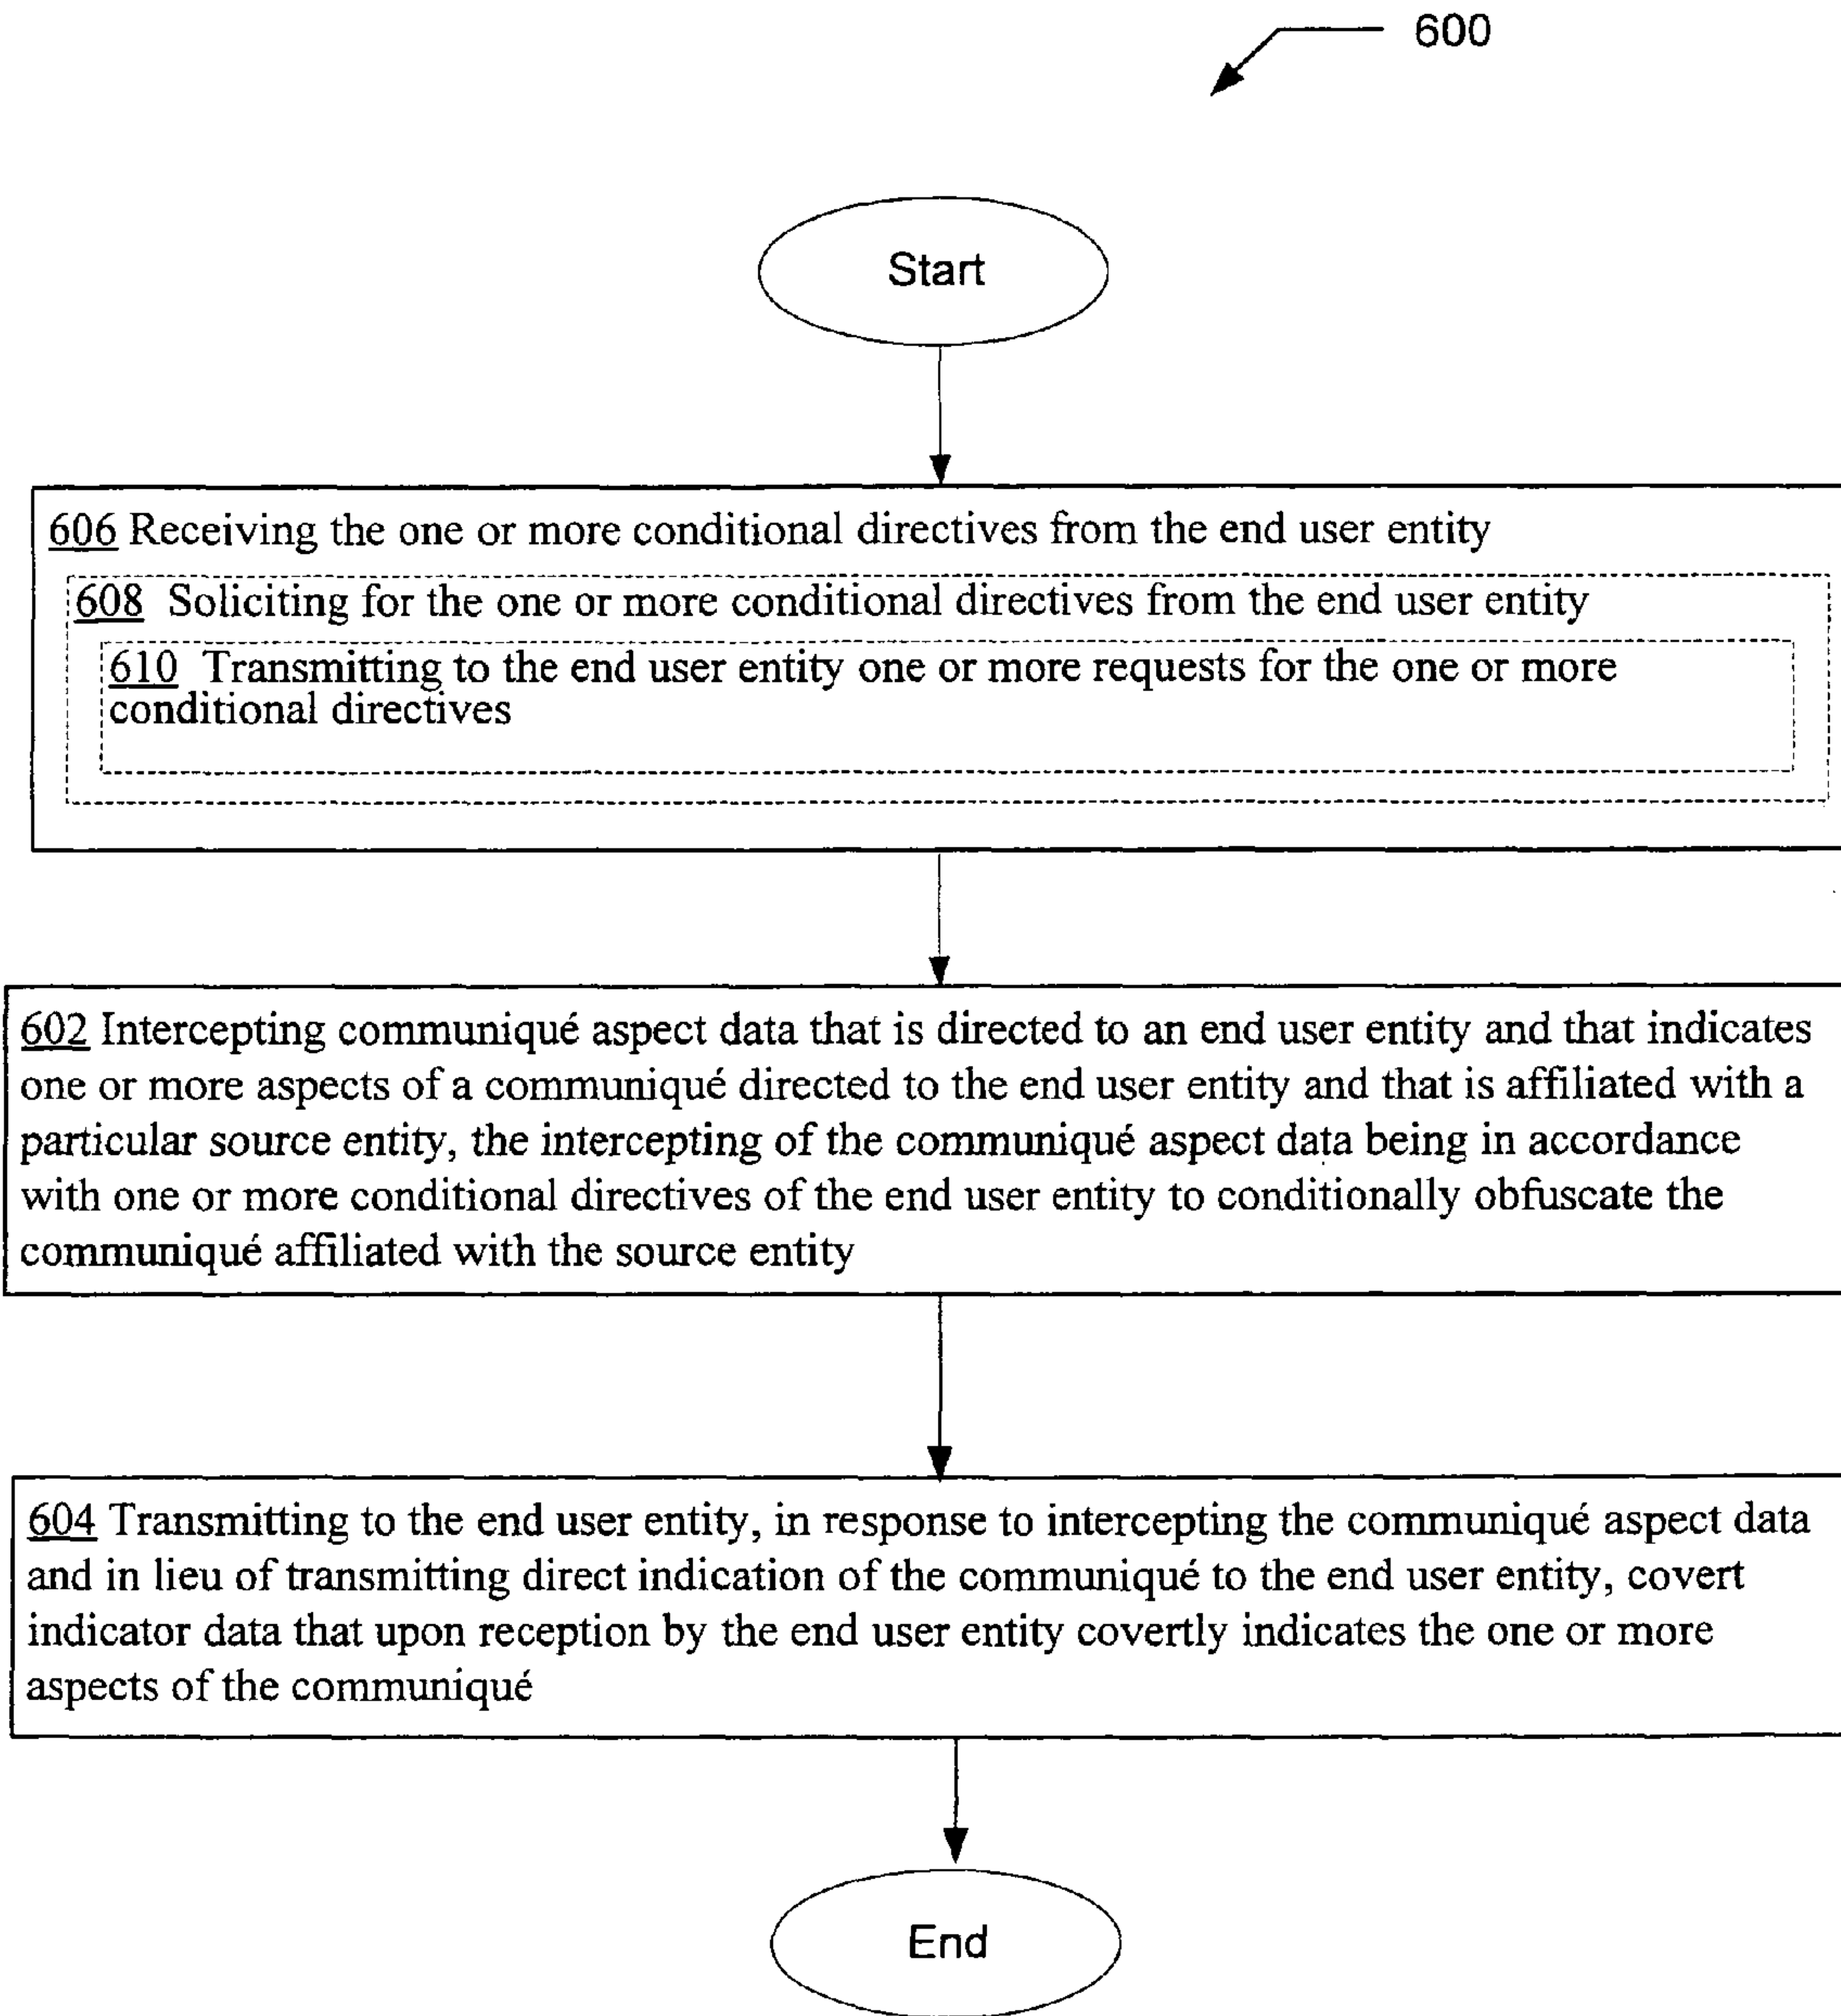 600
Start
606 Receiving the one or more conditional directives from the end user entity
608 Soliciting for the one or more conditional directives from the end user entity
610 Transmitting to the end user entity one or more requests for the one or more
conditional directives
602 Intercepting communiqué aspect data that is directed to an end user entity and that indicates
one or more aspects of a communiqué directed to the end user entity and that is affiliated with a
particular source entity, the intercepting of the communiqué aspect data being in accordance
with one or more conditional directives of the end user entity to conditionally obfuscate the
communiqué affiliated with the source entity
604 Transmitting to the end user entity, in response to intercepting the communiqué aspect data
and in lieu of transmitting direct indication of the communiqué to the end user entity, covert
indicator data that upon reception by the end user entity covertly indicates the one or more
aspects of the communiqué
End